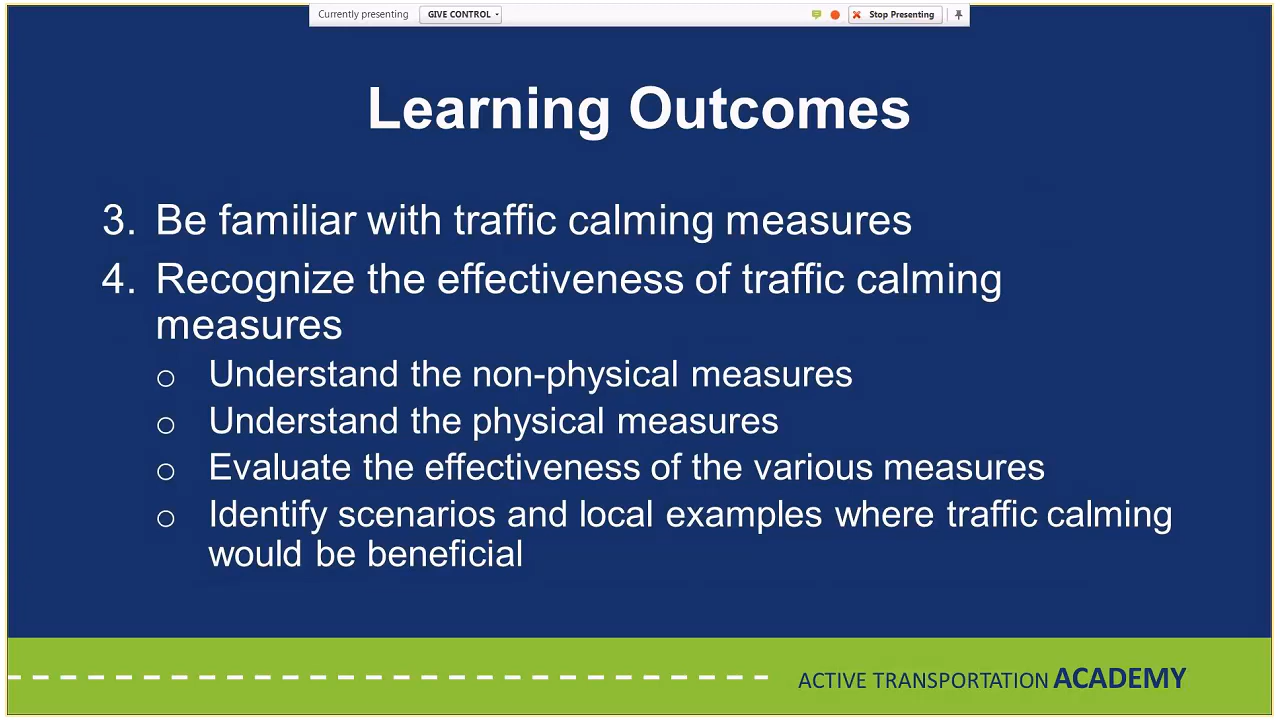 Currently presenting GIVE CONTROL Stop Presenting
Learning Outcomes
3. Be familiar with traffic calming measures
4. Recognize the effectiveness of traffic calming
measures
o Understand the non-physical measures
o Understand the physical measures
o Evaluate the effectiveness of the various measures
o Identify scenarios and local examples where traffic calming
would be beneficial
ACTIVE TRANSPORTATION ACADEMY